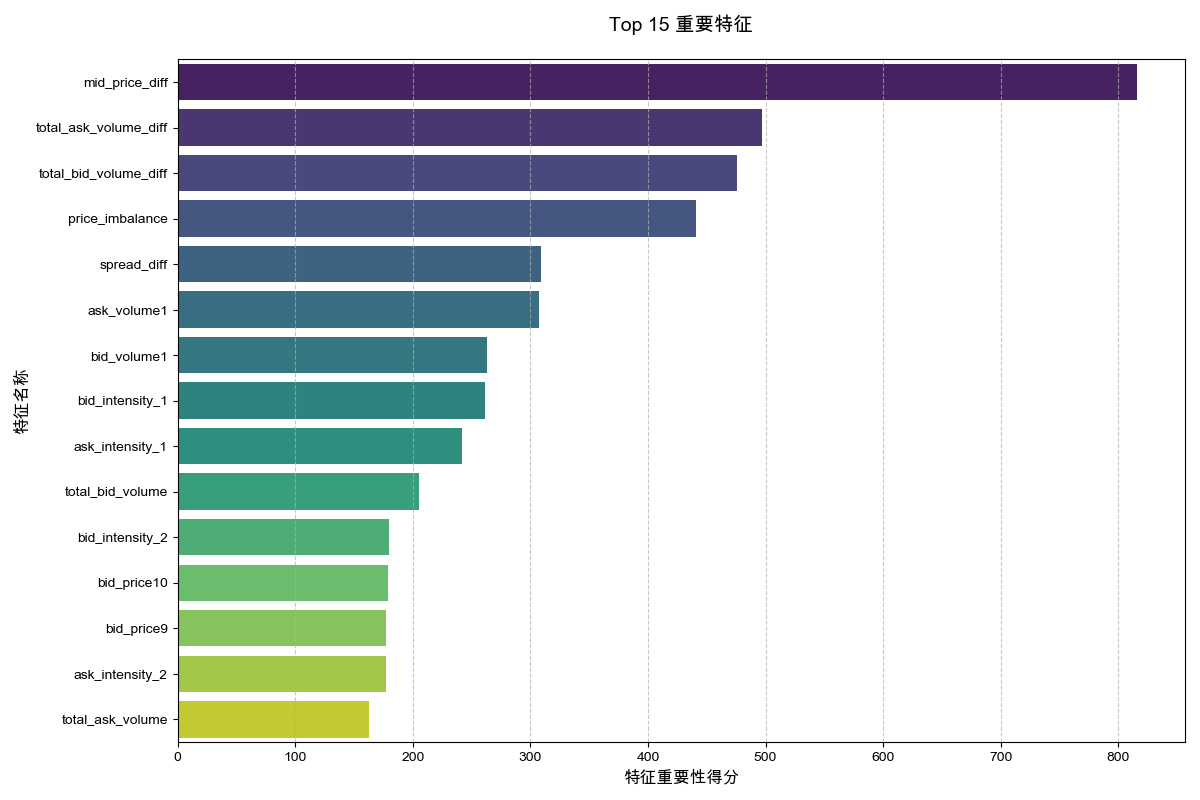 Top 15 重要特征
特征名称
mid_price_diff
total_ask_volume_diff
total_bid_volume_diff
price_imbalance
spread_diff
ask_volume1
bid_volume1
bid_intensity_1
ask_intensity_1
total_bid_volume
bid_intensity_2
bid_price10
bid_price9
ask_intensity_2
total_ask_volume
0 100 200 300 400 500 600 700 800
特征重要性得分